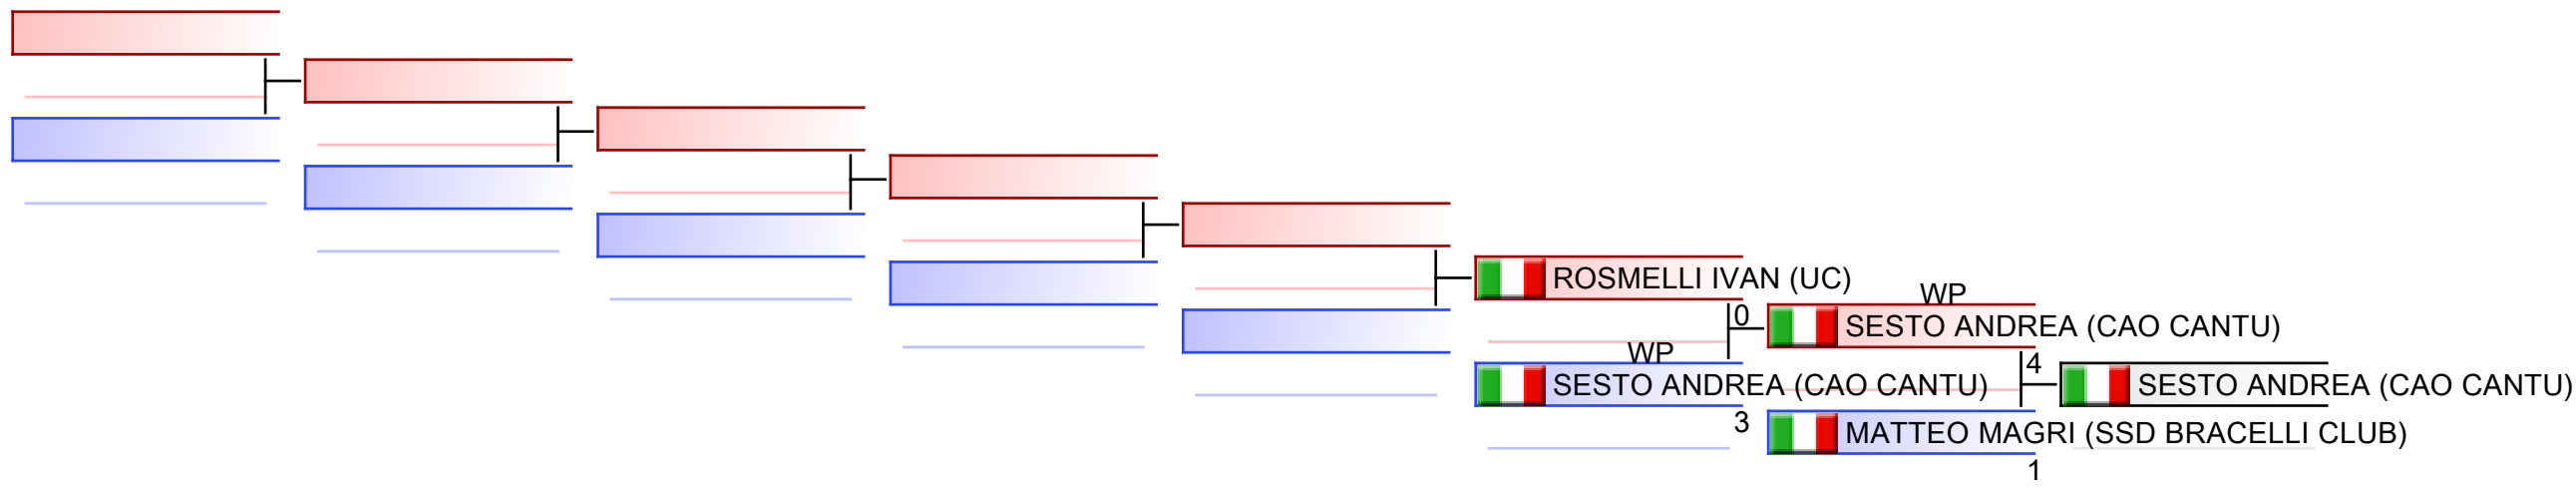 ROSMELLI IVAN (UC)
0
WP
SESTO ANDREA (CAO CANTU)
3
WP
SESTO ANDREA (CAO CANTU)
4
MATTEO MAGRI (SSD BRACELLI CLUB)
1
SESTO ANDREA (CAO CANTU)